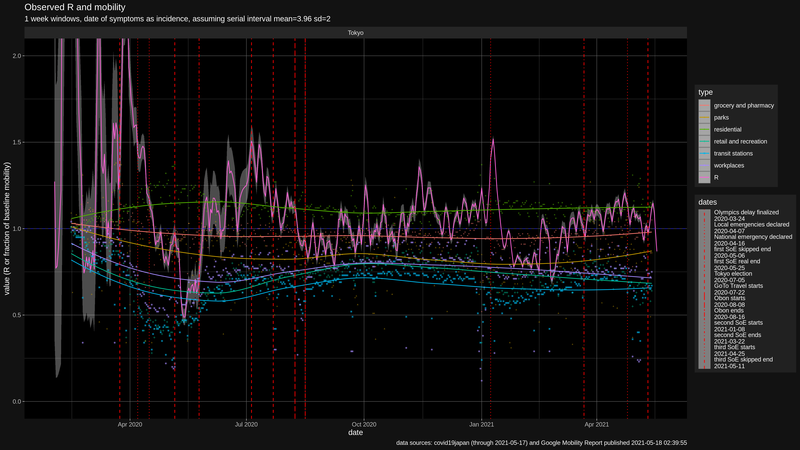 Observed R and mobility
1 week windows, date of symptoms as incidence, assuming serial interval mean=3.96 sd=2
Tokyo
2.0
1.5
1.0
0.5
0.0
value (R or fraction of baseline mobility)
Apr 2020
Jul 2020
Oct 2020
Jan 2021
Apr 2021
date
type
grocery and pharmacy
parks
residential
retail and recreation
transit stations
workplaces
R
dates
Olympics delay finalized
2020-03-24
Local emergencies declared
2020-04-07
National emergency declared
2020-04-16
first SoE skipped end
2020-05-06
first SoE real end
2020-05-25
Tokyo election
2020-07-05
GoTo Travel starts
2020-07-22
Obon starts
2020-08-08
Obon ends
2020-08-16
second SoE starts
2021-01-08
second SoE ends
2021-03-22
third SoE starts
2021-04-25
third SoE skipped end
2021-05-11
data sources: covid19japan (through 2021-05-17) and Google Mobility Report published 2021-05-18 02:39:55